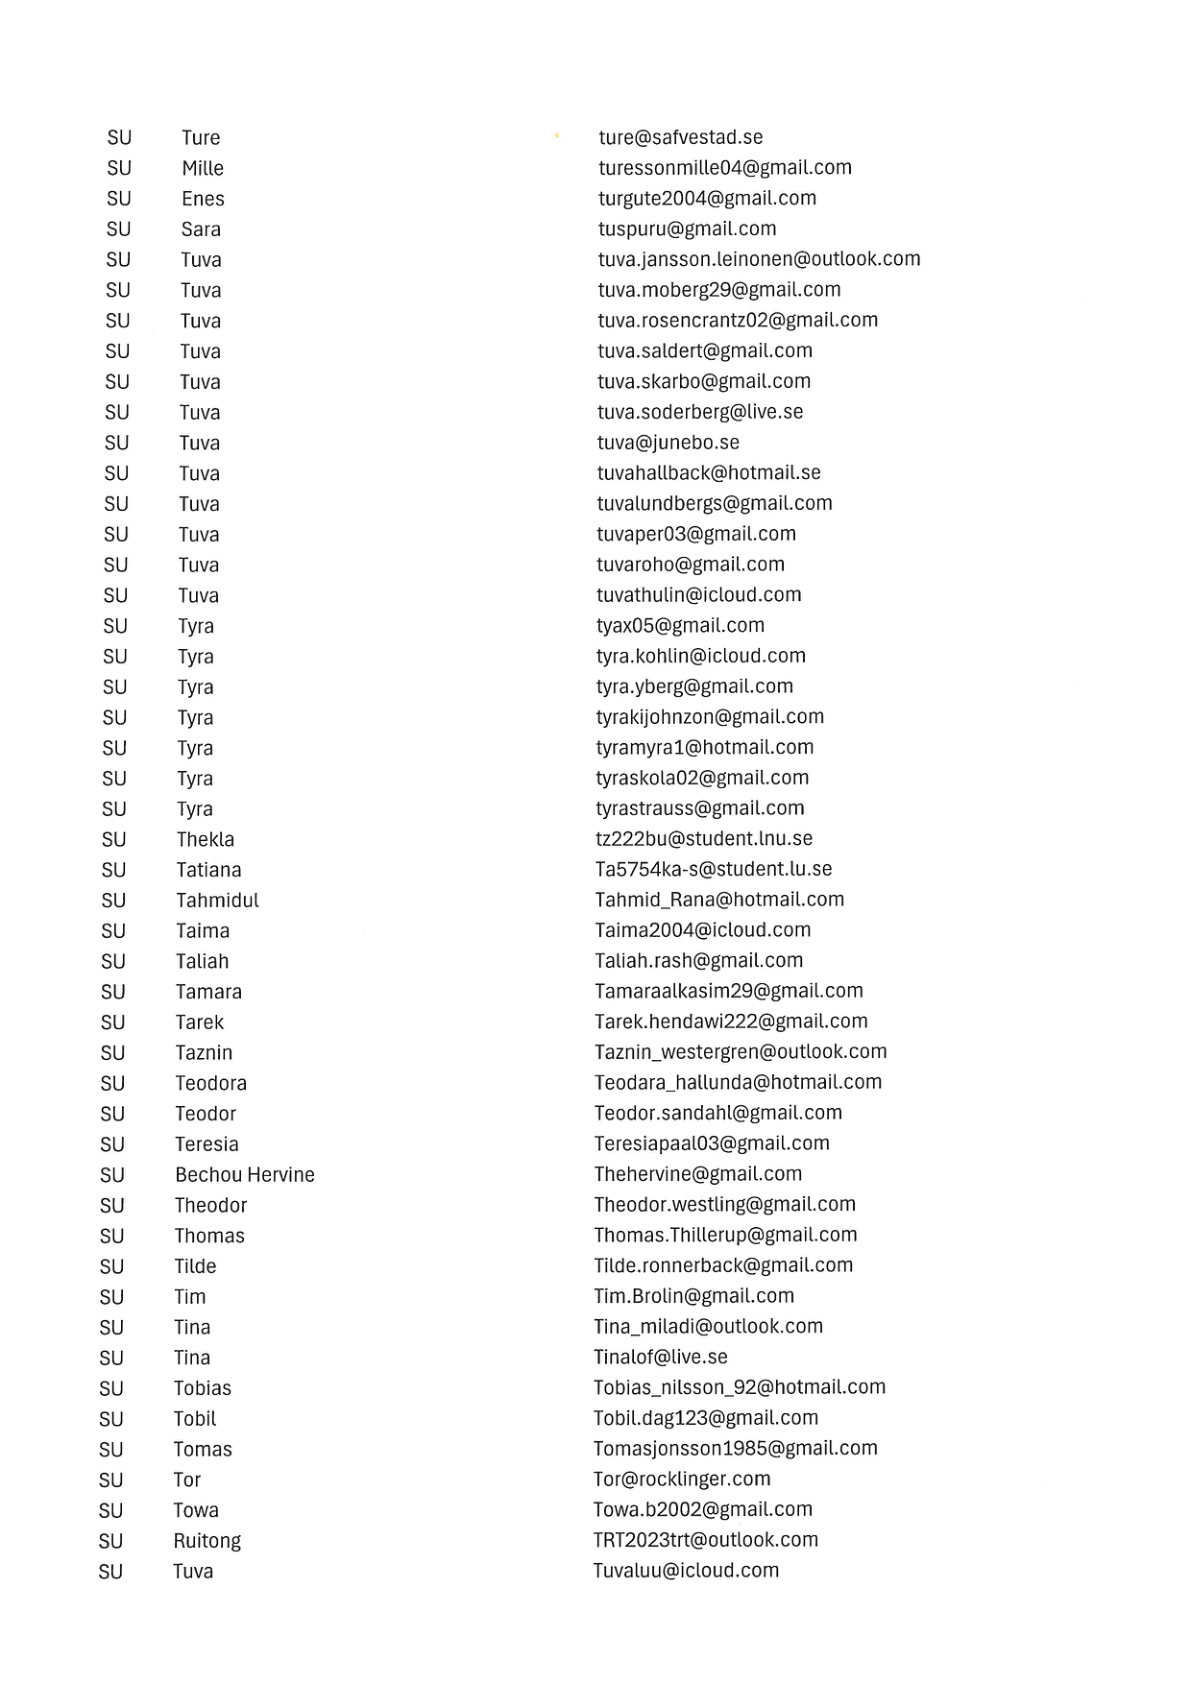 SU Ture ture@safvestad.se
SU Mille turessonmille04@gmail.com
SU Enes turgute2004@gmail.com
SU Sara tuspuru@gmail.com
SU Tuva tuva.jansson.leinonen@outlook.com
SU Tuva tuva.moberg29@gmail.com
SU Tuva tuva.rosencrantz02@gmail.com
SU Tuva tuva.saldert@gmail.com
SU Tuva tuva.skarbo@gmail.com
SU Tuva tuva.soderberg@live.se
SU Tuva tuva@junebo.se
SU Tuva tuvahallback@hotmail.se
SU Tuva tuvalundbergs@gmail.com
SU Tuva tuvaper03@gmail.com
SU Tuva tuvaroho@gmail.com
SU Tuva tuvathulin@icloud.com
SU Tyra tyax05@gmail.com
SU Tyra tyra.kohlin@icloud.com
SU Tyra tyra.yberg@gmail.com
SU Tyra tyrakijohnzon@gmail.com
SU Tyra tyramyra1@hotmail.com
SU Tyra tyraskola02@gmail.com
SU Tyra tyrastrauss@gmail.com
SU Thekla tz222bu@student.lnu.se
SU Tatiana Ta5754ka-s@student.lu.se
SU Tahmidul Tahmid_Rana@hotmail.com
SU Taima Taima2004@icloud.com
SU Taliah Taliah.rash@gmail.com
SU Tamara Tamaraalkasim29@gmail.com
SU Tarek Tarek.hendawi222@gmail.com
SU Taznin Taznin_westergren@outlook.com
SU Teodora Teodara_hallunda@hotmail.com
SU Teodor Teodor.sandahl@gmail.com
SU Teresia Teresiapaal03@gmail.com
SU Bechou Hervine Thehervine@gmail.com
SU Theodor Theodor.westling@gmail.com
SU Thomas Thomas.Thillerup@gmail.com
SU Tilde Tilde.ronnerback@gmail.com
SU Tim Tim.Brolin@gmail.com
SU Tina Tina_miladi@outlook.com
SU Tina Tinalof@live.se
SU Tobias Tobias_nilsson_92@hotmail.com
SU Tobil Tobil.dag123@gmail.com
SU Tomas Tomasjonsson1985@gmail.com
SU Tor Tor@rocklinger.com
SU Towa Towa.b2002@gmail.com
SU Ruitong TRT2023trt@outlook.com
SU Tuva Tuvaluu@icloud.com